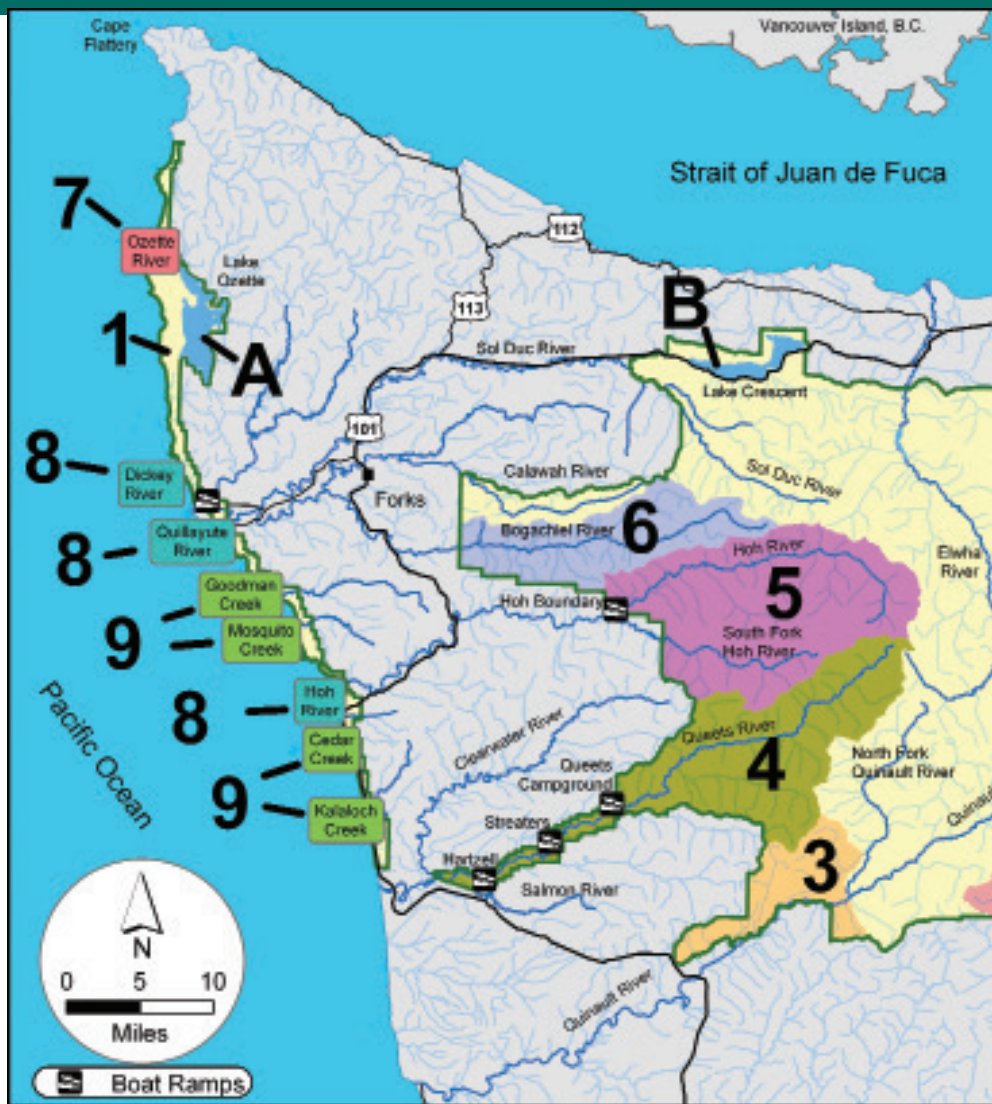 Cape
Flattery
Vancouver Island, B.C.
Strait of Juan de Fuca
7
112
Ozette
River
Lake
Ozette
113
B
1
A
Sol Duc River
Lake Crescent
101
8
Dickey
River
Forks
Calawah River
Sol Duc River
8
Quillayute
River
Bogachiel River
6
Hoh River
Elwha
River
Goodman
Creek
Hoh Boundary
5
9
Mosquito
Creek
South Fork
Hoh River
Pacific Ocean
8
Hoh
River
Clearwater River
Queets River
Cedar
Creek
Queets
Campground
4
North Fork
Quinault River
9
Kalaloch
Creek
Streaters
Quinault
Hartzell
Salmon River
3
N
0 5 10
Miles
Quinault River
Boat Ramps